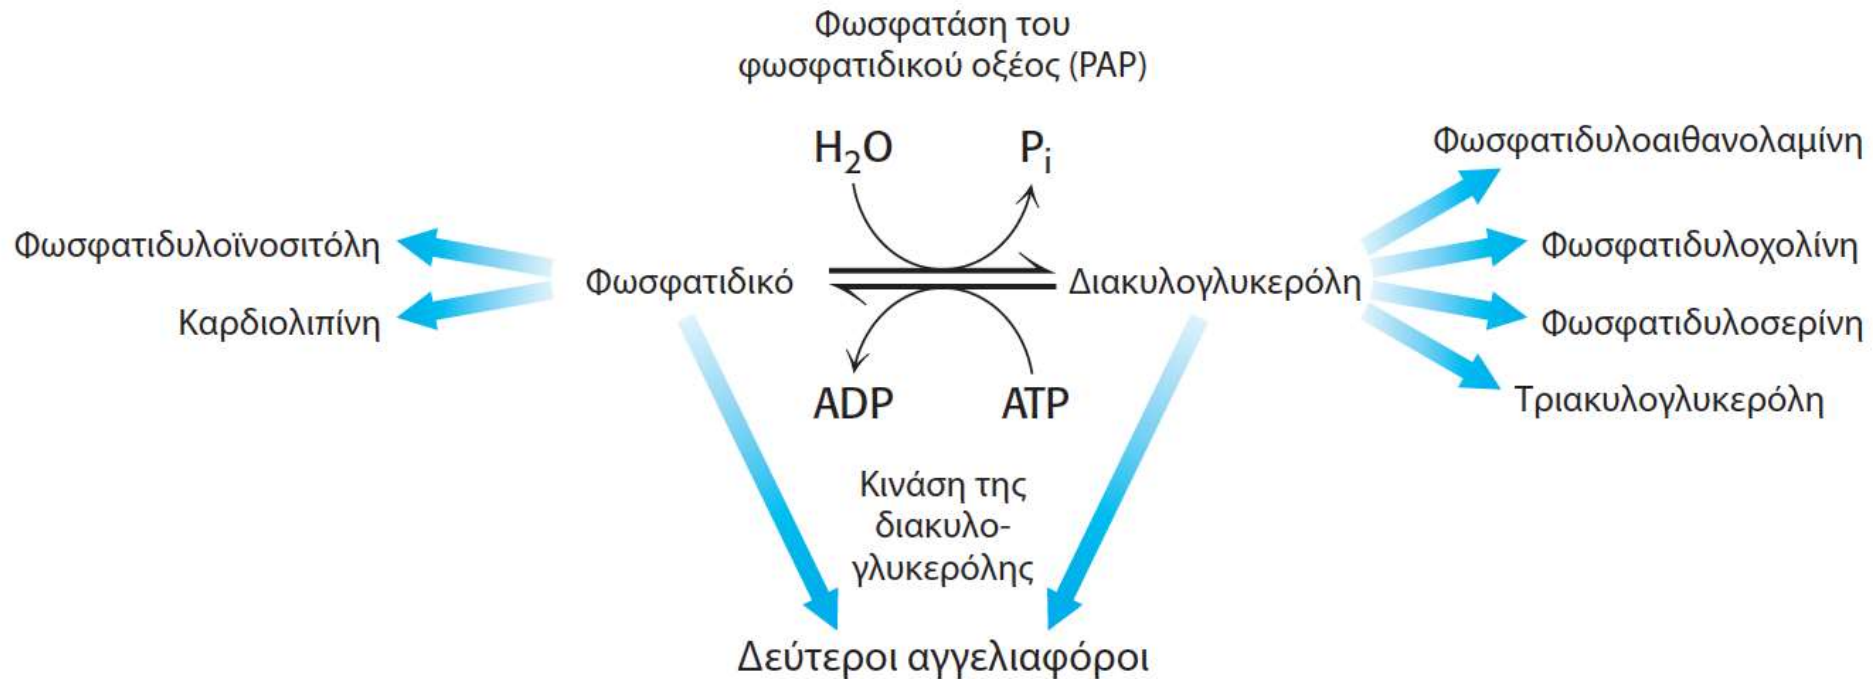 Φωσφατάση του
φωσφατιδικού οξέος (PAP)
H₂O
Pᵢ
Φωσφατιδυλοαιθανολαμίνη
Φωσφατιδυλοϊνοσιτόλη
Φωσφατιδυλοχολίνη
Φωσφατιδικό
Διακυλογλυκερόλη
Καρδιολιπίνη
Φωσφατιδυλοσερίνη
ADP
ATP
Τριακυλογλυκερόλη
Κινάση της
διακυλο-
γλυκερόλης
Δεύτεροι αγγελιαφόροι